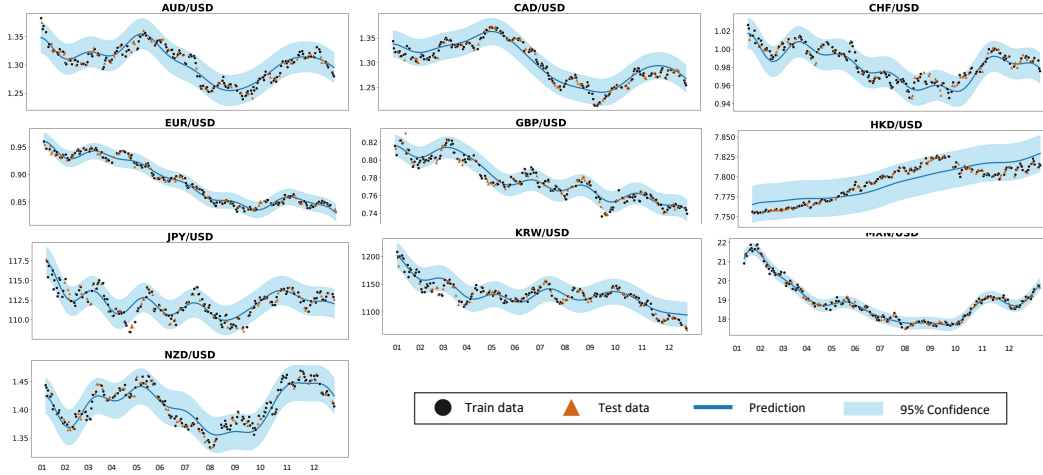 AUD/USD
1.35
1.30
1.25
CAD/USD
1.35
1.30
1.25
CHF/USD
1.02
1.00
0.98
0.96
0.94
EUR/USD
0.95
0.90
0.85
GBP/USD
0.82
0.80
0.78
0.76
0.74
HKD/USD
7.850
7.825
7.800
7.775
7.750
JPY/USD
117.5
115.0
112.5
110.0
KRW/USD
1200
1100
01 02 03 04 05 06 07 08 09 10 11 12
MXN/USD
22
21
20
19
18
01 02 03 04 05 06 07 08 09 10 11 12
NZD/USD
1.45
1.40
1.35
01 02 03 04 05 06 07 08 09 10 11 12
Train data Test data Prediction 95% Confidence